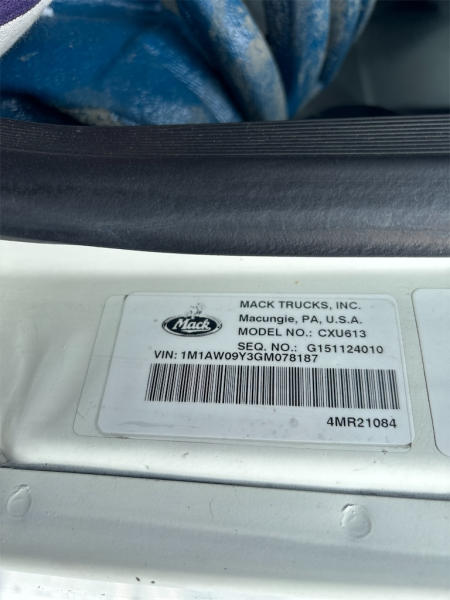 Mack
MACK TRUCKS, INC.
Macungie, PA, U.S.A.
MODEL NO.: CXU613
SEQ. NO.: G151124010
VIN: 1M1AW09Y3GM078187
4MR21084